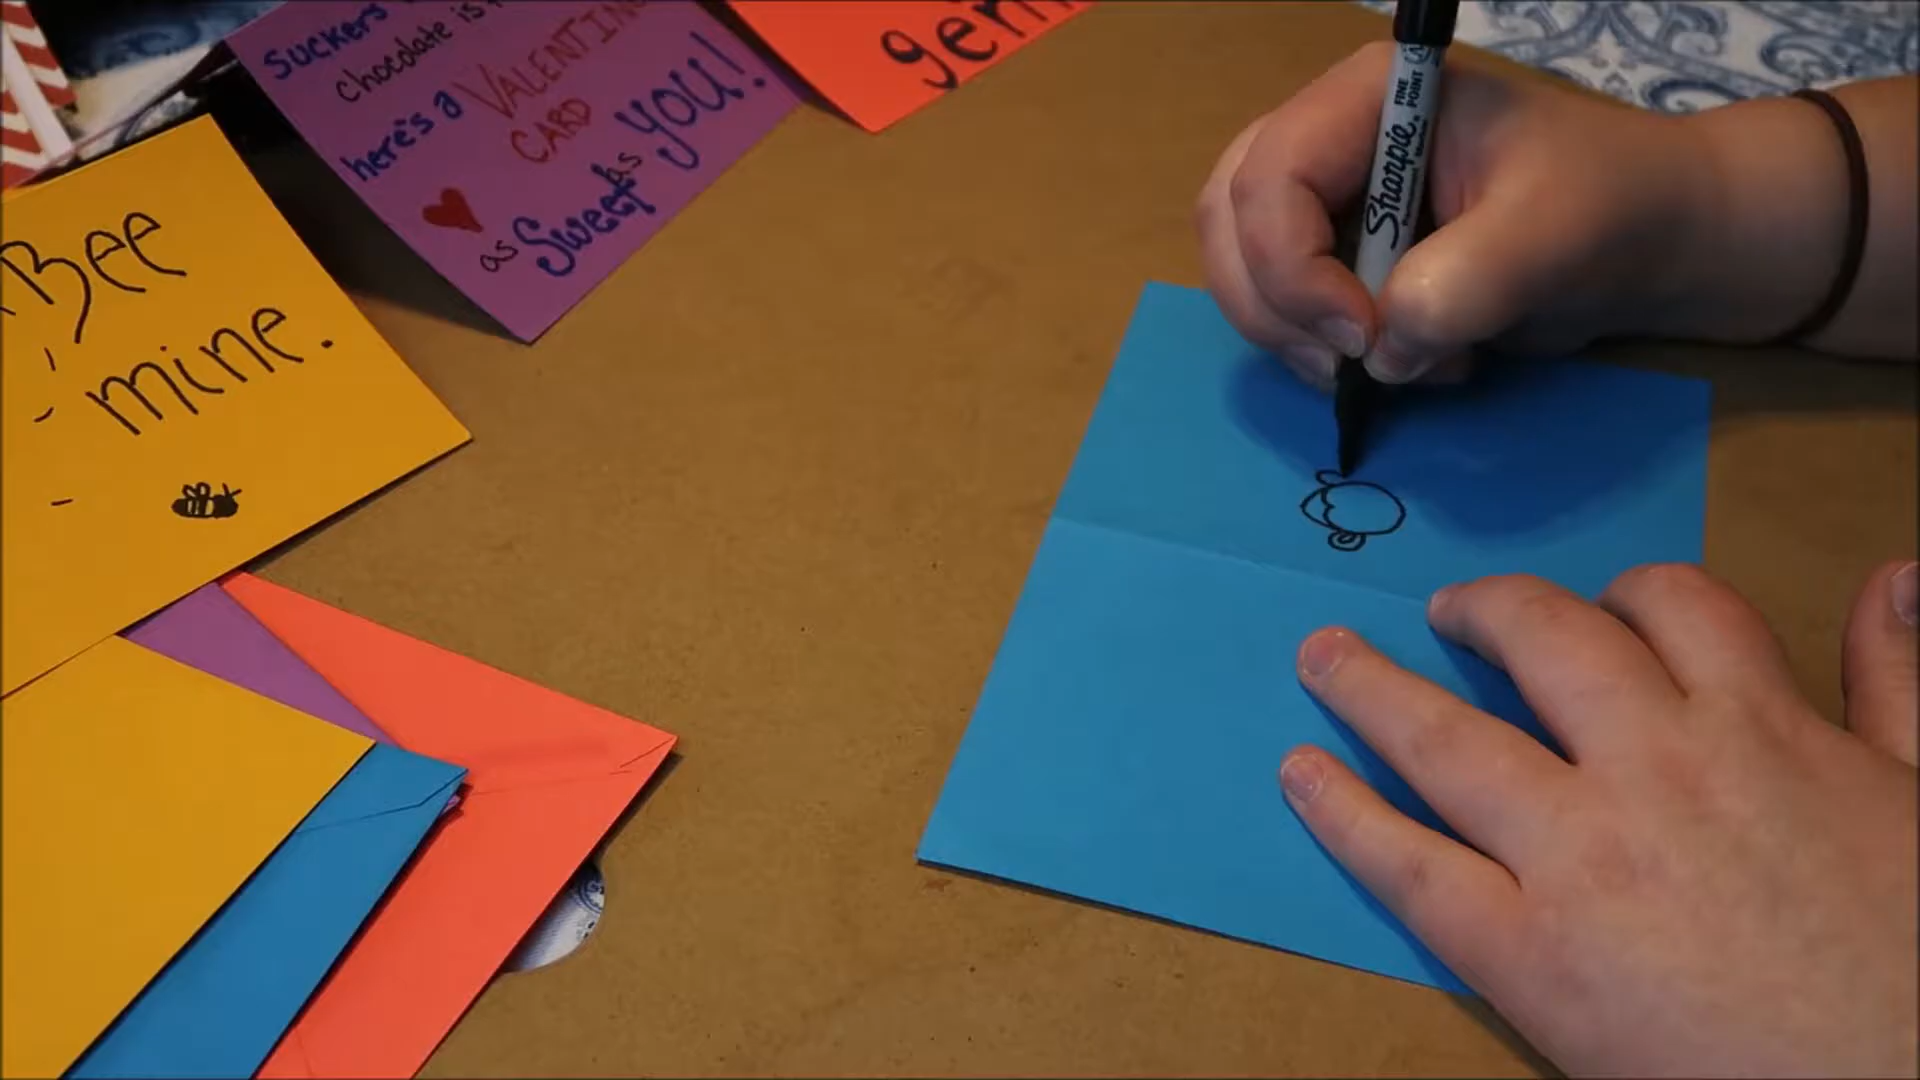 Suckers
chocolate is
here's a VALENTINE
CARD
as Sweet as YOU!
Bee
mine.
Sharpie
FINE
POINT